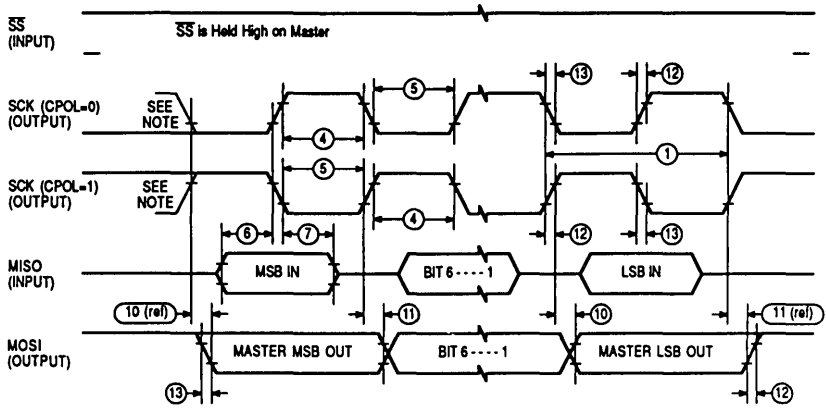 SS
(INPUT)
SS is Held High on Master
13
12
5
SCK (CPOL=0)
(OUTPUT)
SEE
NOTE
4
1
5
SCK (CPOL=1)
(OUTPUT)
SEE
NOTE
4
12
13
6
7
MISO
(INPUT)
MSB IN
BIT 6 - - - - 1
LSB IN
10 (ref)
11
10
11 (ref)
MOSI
(OUTPUT)
MASTER MSB OUT
BIT 6 - - - - 1
MASTER LSB OUT
13
12